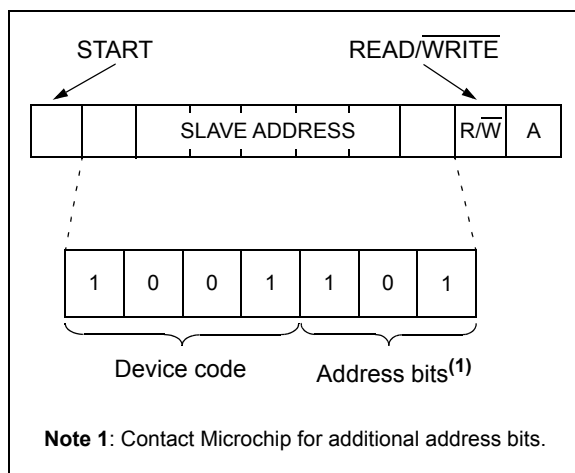 START READ/WRITE
SLAVE ADDRESS R/W A
1 0 0 1 1 0 1
Device code Address bits(1)
Note 1: Contact Microchip for additional address bits.